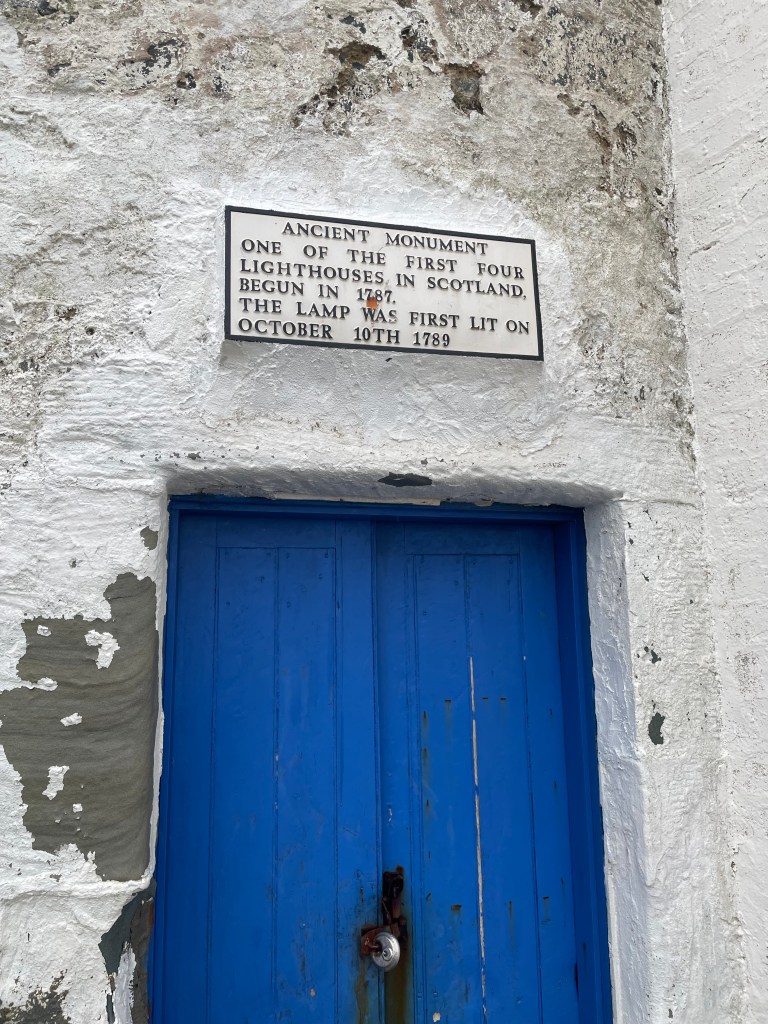 ANCIENT MONUMENT
ONE OF THE FIRST FOUR
LIGHTHOUSES IN SCOTLAND,
BEGUN IN 1787.
THE LAMP WAS FIRST LIT ON
OCTOBER 10TH 1789